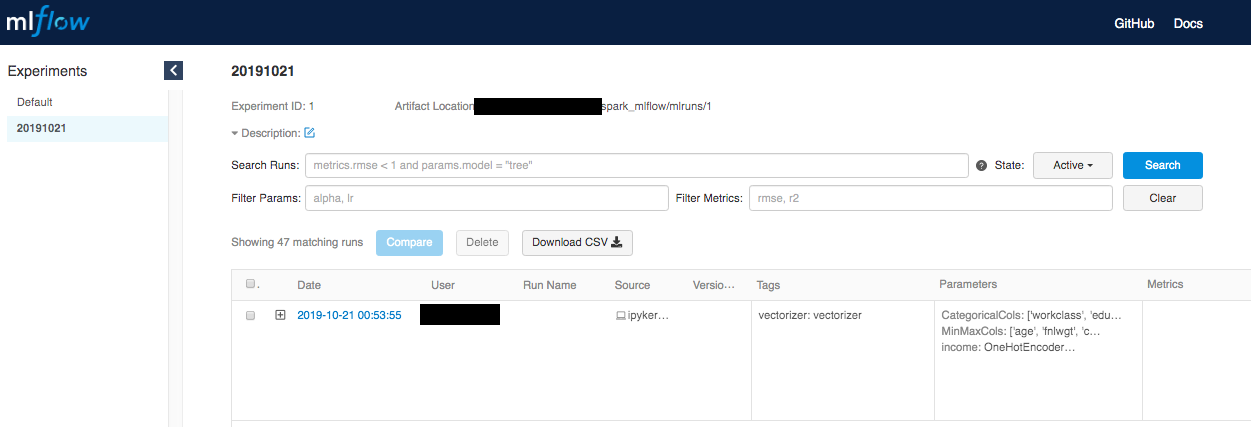 mlflow
GitHub Docs
Experiments
Default
20191021
20191021
Experiment ID: 1 Artifact Location spark_mlflow/mlruns/1
Description:
Search Runs: metrics.rmse < 1 and params.model = "tree" ? State: Active Search
Filter Params: alpha, lr Filter Metrics: rmse, r2 Clear
Showing 47 matching runs Compare Delete Download CSV
Date User Run Name Source Versio... Tags Parameters Metrics
2019-10-21 00:53:55 ipyker... vectorizer: vectorizer CategoricalCols: ['workclass', 'edu...
MinMaxCols: ['age', 'fnlwgt', 'c...
income: OneHotEncoder...